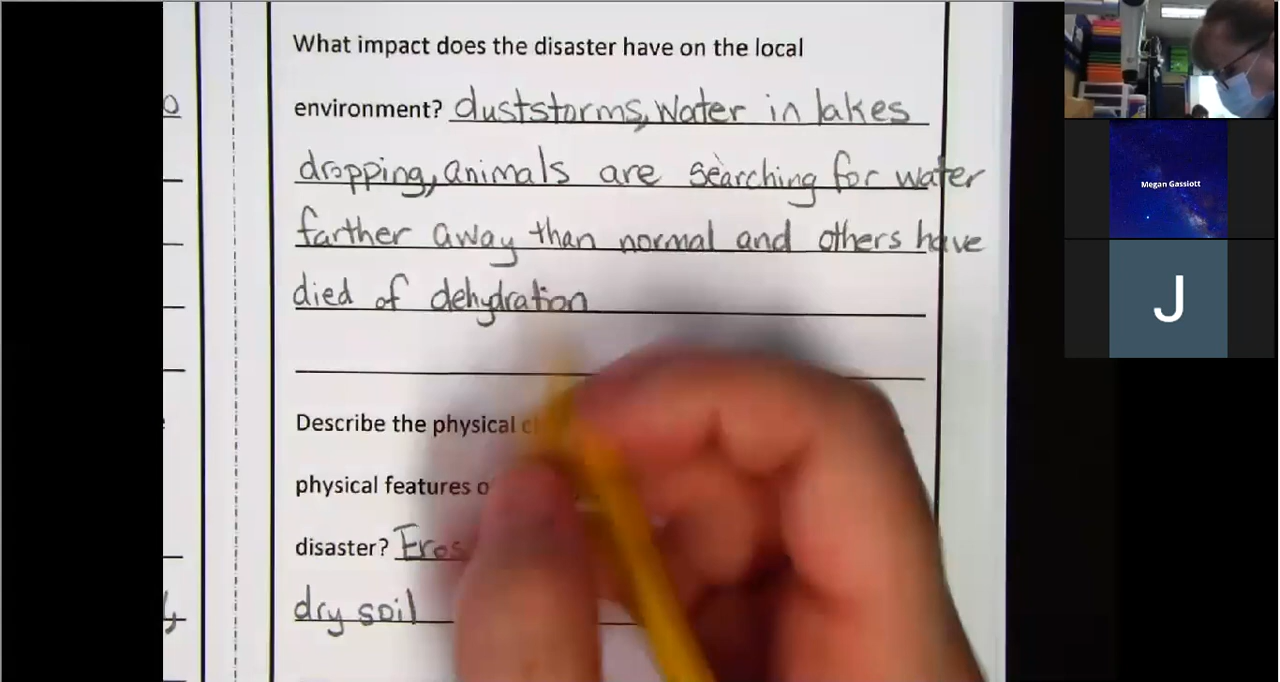 What impact does the disaster have on the local
environment? duststorms, Water in lakes
dropping, animals are searching for water
farther away than normal and others have
died of dehydration
Describe the physical
physical features
disaster?
dry soil
Megan Gassiott
J